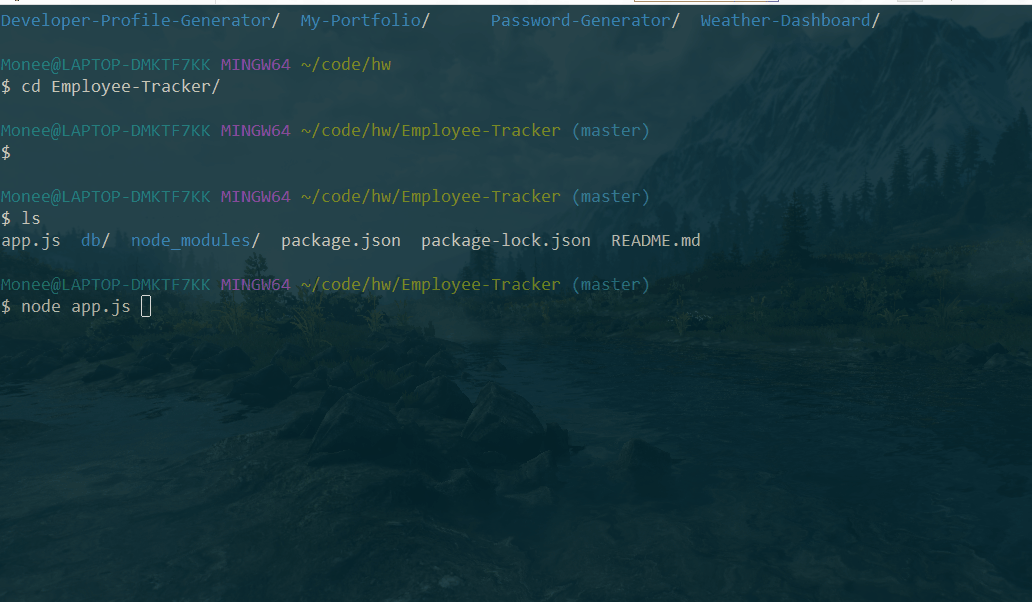 Developer-Profile-Generator/  My-Portfolio/      Password-Generator/  Weather-Dashboard/
Monee@LAPTOP-DMKTF7KK MINGW64 ~/code/hw
$ cd Employee-Tracker/
Monee@LAPTOP-DMKTF7KK MINGW64 ~/code/hw/Employee-Tracker (master)
$
Monee@LAPTOP-DMKTF7KK MINGW64 ~/code/hw/Employee-Tracker (master)
$ ls
app.js  db/  node_modules/  package.json  package-lock.json  README.md
Monee@LAPTOP-DMKTF7KK MINGW64 ~/code/hw/Employee-Tracker (master)
$ node app.js